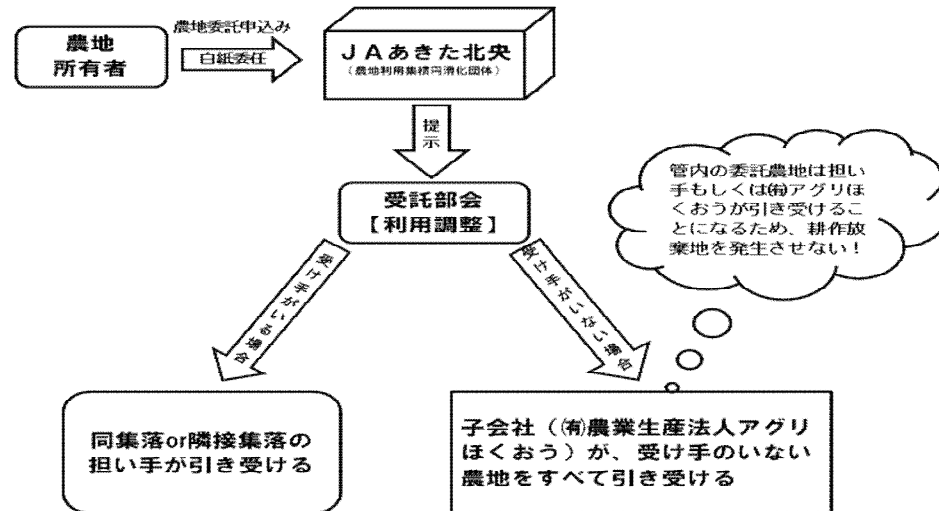 農地
所有者
農地委託申込み
白紙委任
ＪＡあきた北央
（農地利用集積円滑化団体）
提示
受託部会
【利用調整】
受け手がいる場合
受け手がいない場合
管内の委託農地は担い
手もしくは㈲アグリほ
くおうが引き受けるこ
とになるため、耕作放
棄地を発生させない！
同集落or隣接集落の
担い手が引き受ける
子会社（㈲農業生産法人アグリ
ほくおう）が、受け手のいない
農地をすべて引き受ける